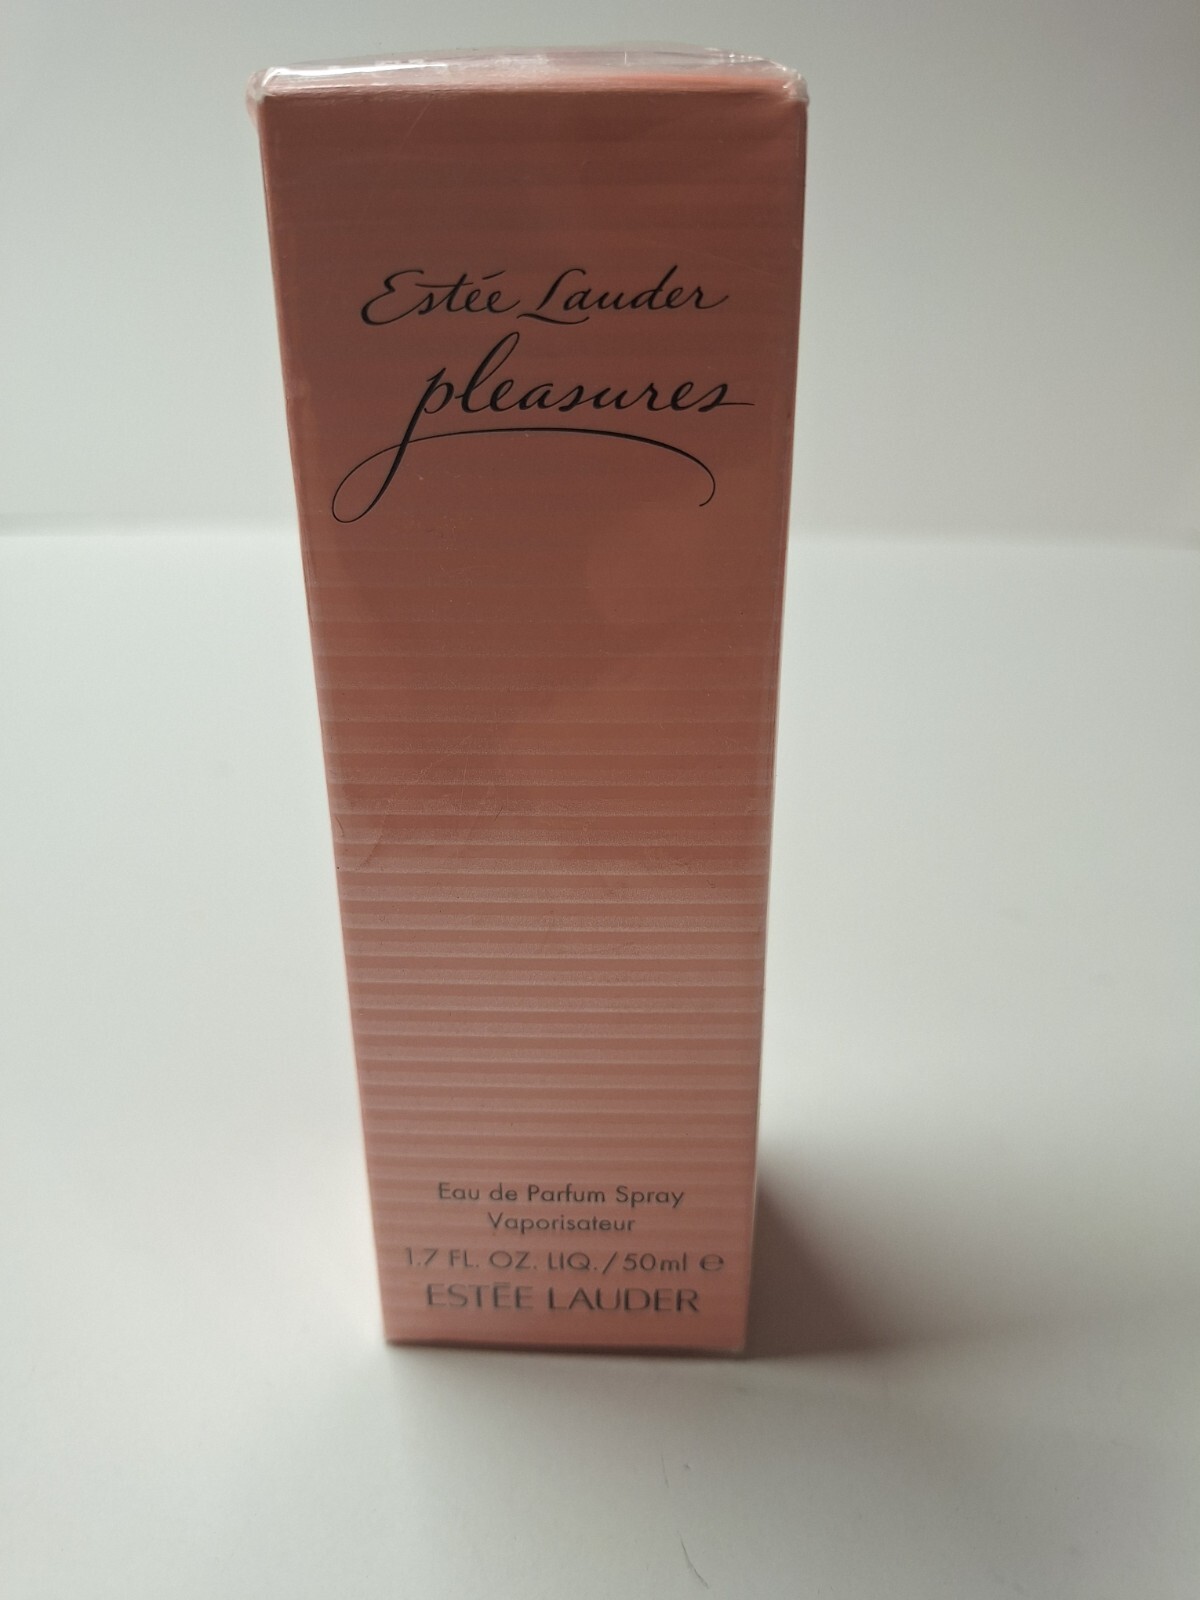 Estée Lauder
pleasures
Eau de Parfum Spray
Vaporisateur
1.7 FL. OZ. LIQ./50ml ℮
ESTĒE LAUDER